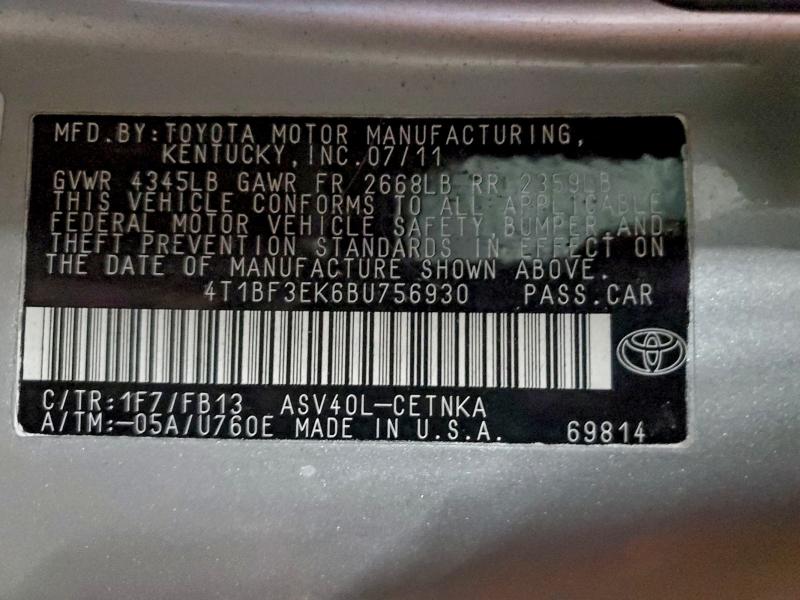 MFD.BY:TOYOTA MOTOR MANUFACTURING,
KENTUCKY,INC.07/11
GVWR 4345LB GAWR FR 2668LB RR 2359LB
THIS VEHICLE CONFORMS TO ALL APPLICABLE
FEDERAL MOTOR VEHICLE SAFETY,BUMPER,AND
THEFT PREVENTION STANDARDS IN EFFECT ON
THE DATE OF MANUFACTURE SHOWN ABOVE.
4T1BF3EK6BU756930 PASS.CAR
C/TR:1F7/FB13 ASV40L-CETNKA
A/TM:-05A/U760E MADE IN U.S.A. 69814